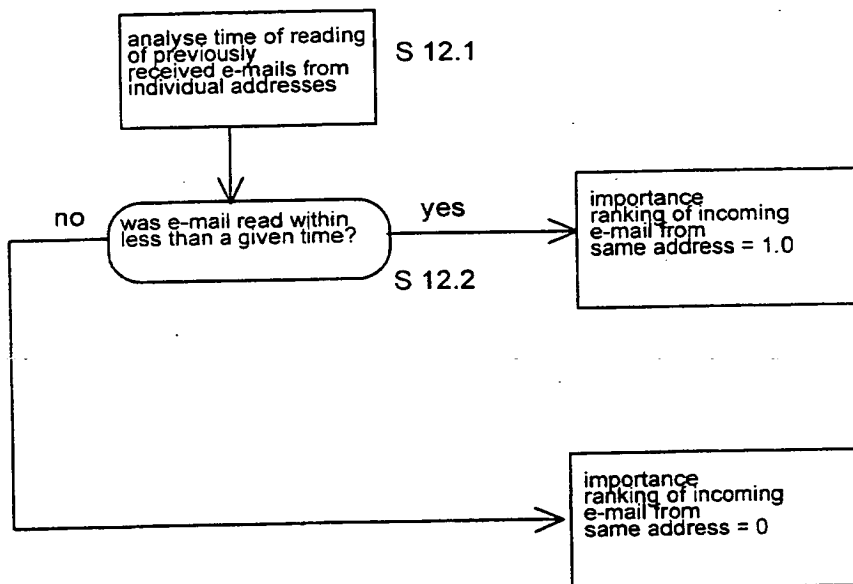 analyse time of reading
of previously
received e-mails from
individual addresses
S 12.1
no
was e-mail read within
less than a given time?
yes
S 12.2
importance
ranking of incoming
e-mail from
same address = 1.0
importance
ranking of incoming
e-mail from
same address = 0